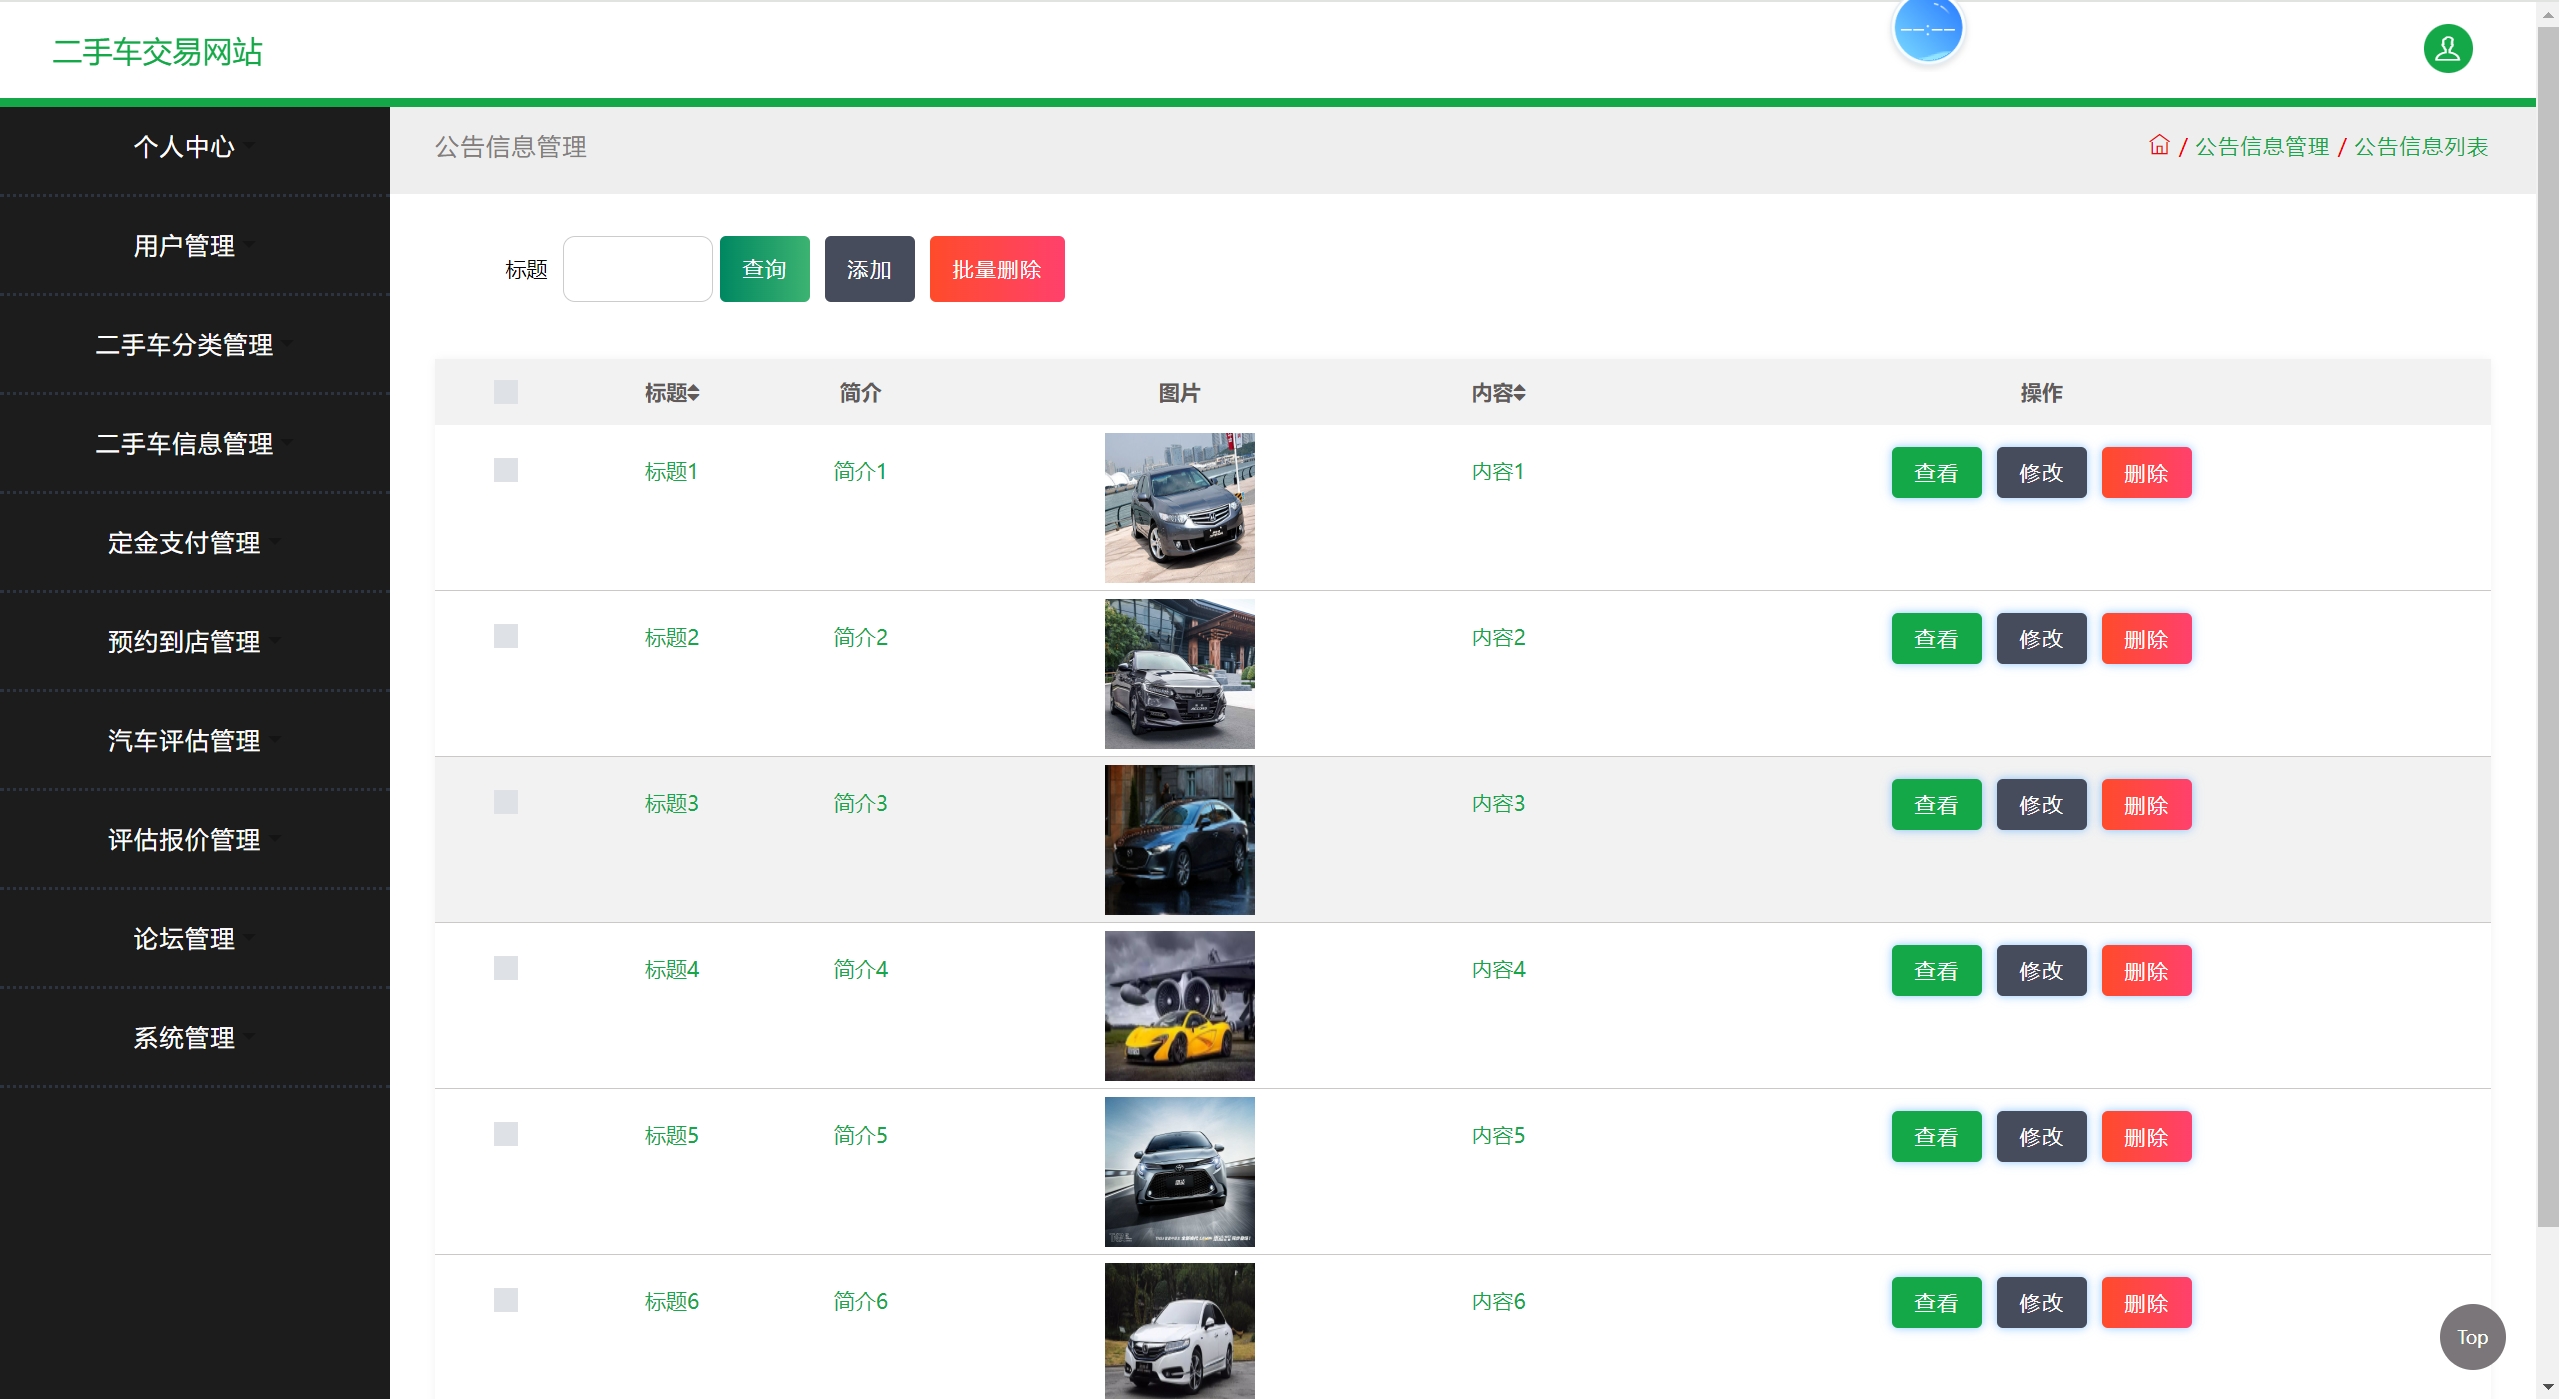 二手车交易网站
--:--
个人中心
用户管理
二手车分类管理
二手车信息管理
定金支付管理
预约到店管理
汽车评估管理
评估报价管理
论坛管理
系统管理
公告信息管理
/ 公告信息管理 / 公告信息列表
标题 查询 添加 批量删除
标题 简介 图片 内容 操作
标题1 简介1 内容1 查看 修改 删除
标题2 简介2 内容2 查看 修改 删除
标题3 简介3 内容3 查看 修改 删除
标题4 简介4 内容4 查看 修改 删除
标题5 简介5 内容5 查看 修改 删除
标题6 简介6 内容6 查看 修改 删除
Top